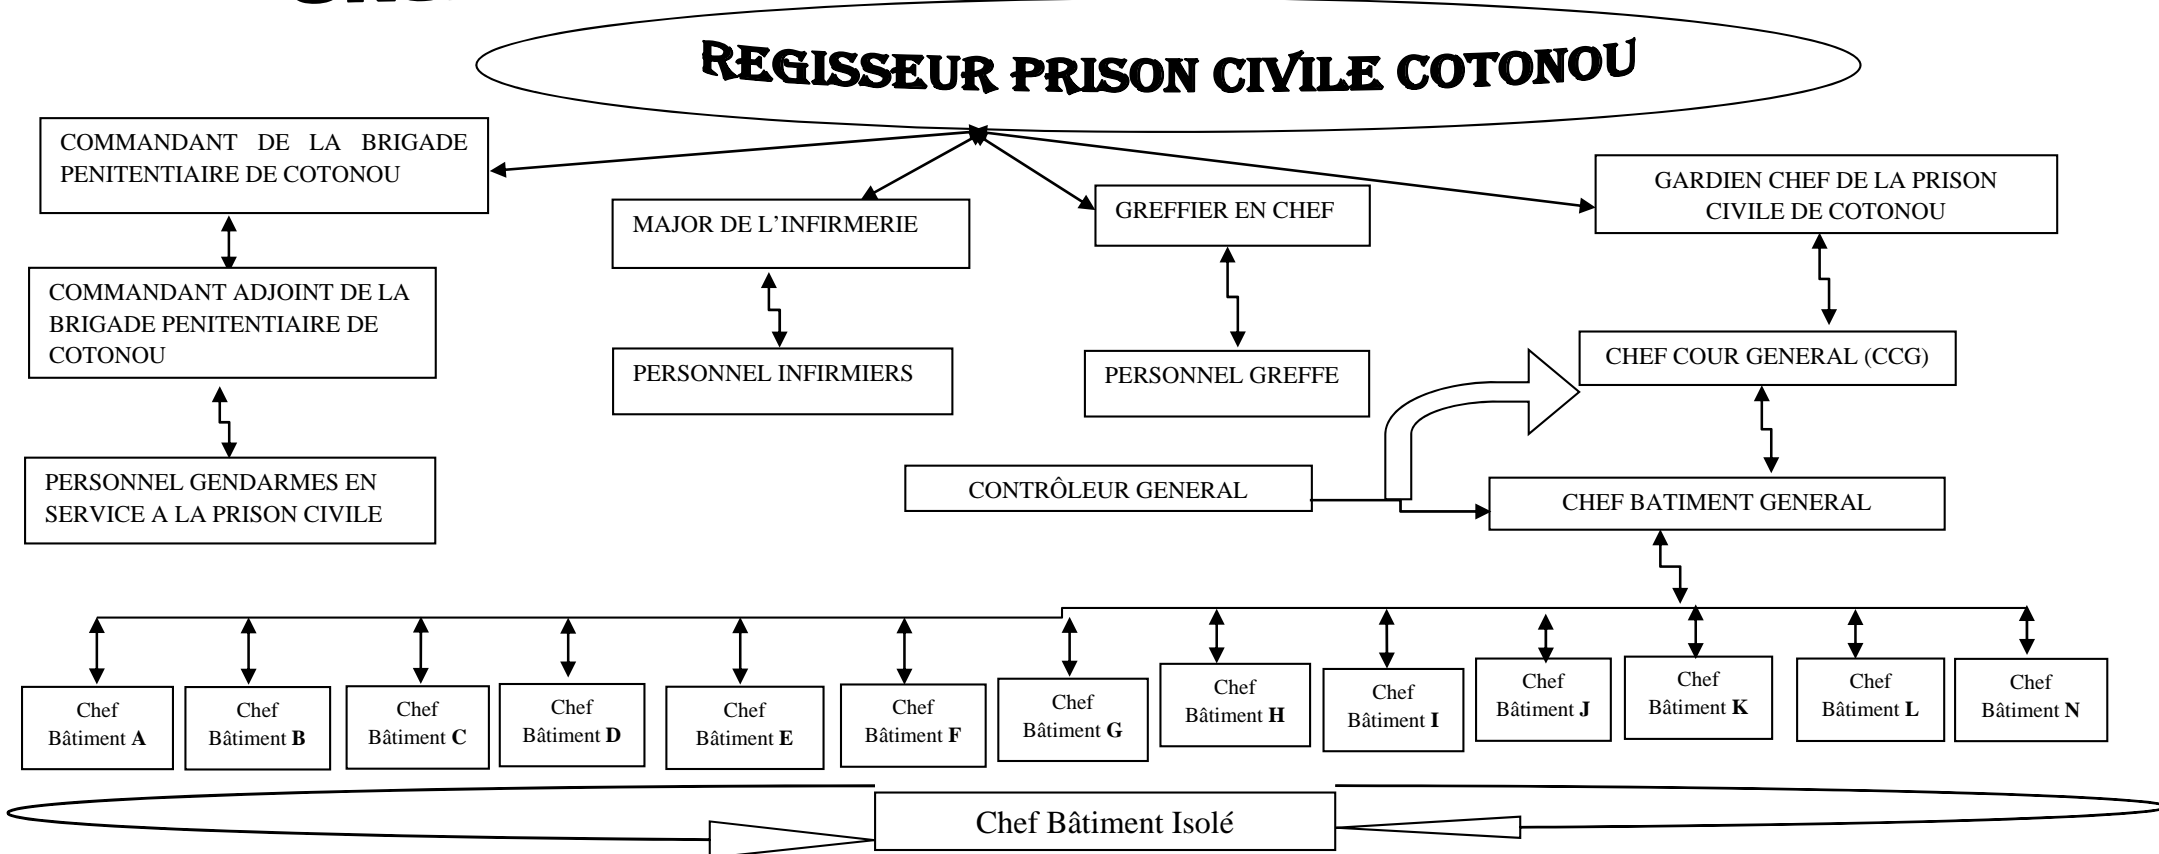 REGISSEUR PRISON CIVILE COTONOU
COMMANDANT DE LA BRIGADE
PENITENTIAIRE DE COTONOU
MAJOR DE L’INFIRMERIE
GREFFIER EN CHEF
GARDIEN CHEF DE LA PRISON
CIVILE DE COTONOU
COMMANDANT ADJOINT DE LA
BRIGADE PENITENTIAIRE DE
COTONOU
PERSONNEL INFIRMIERS
PERSONNEL GREFFE
CHEF COUR GENERAL (CCG)
PERSONNEL GENDARMES EN
SERVICE A LA PRISON CIVILE
CONTRÔLEUR GENERAL
CHEF BATIMENT GENERAL
Chef
Bâtiment A
Chef
Bâtiment B
Chef
Bâtiment C
Chef
Bâtiment D
Chef
Bâtiment E
Chef
Bâtiment F
Chef
Bâtiment G
Chef
Bâtiment H
Chef
Bâtiment I
Chef
Bâtiment J
Chef
Bâtiment K
Chef
Bâtiment L
Chef
Bâtiment N
Chef Bâtiment Isolé